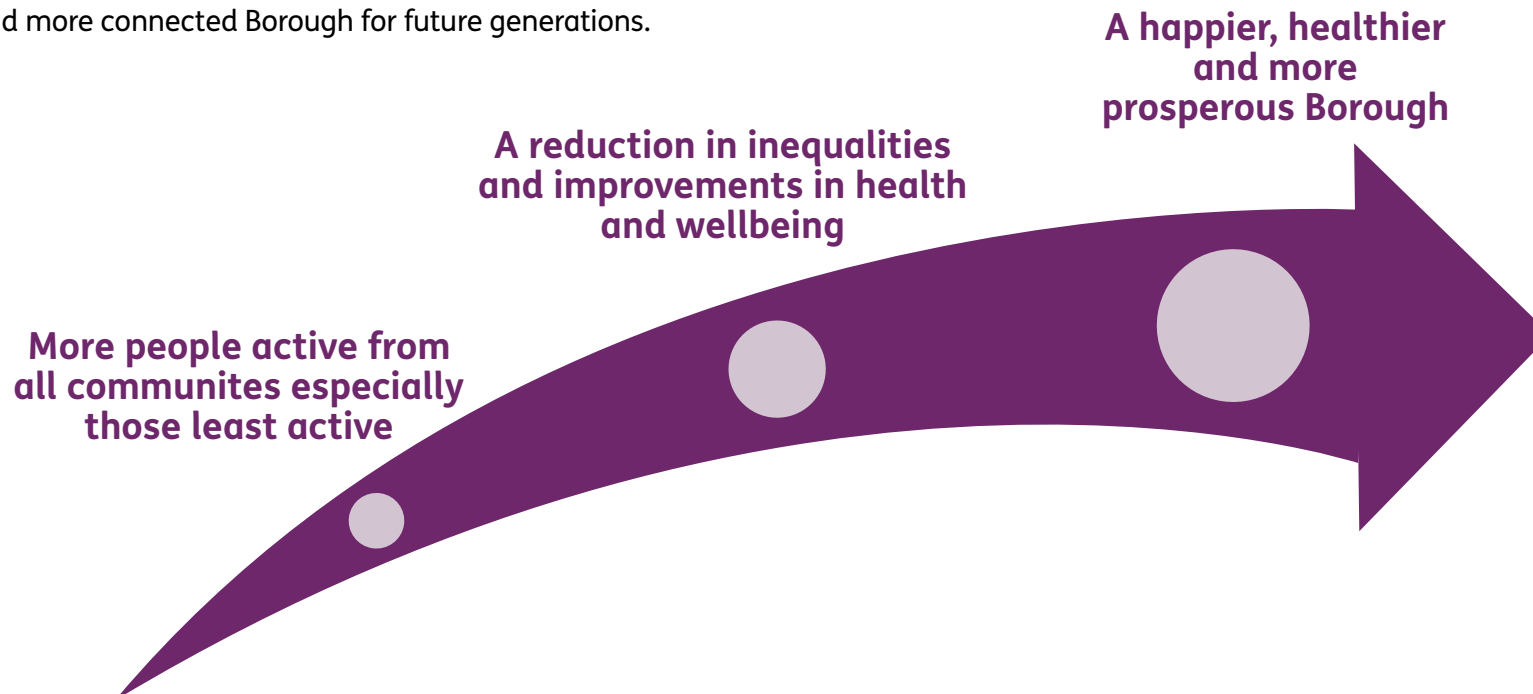 d more connected Borough for future generations.
A happier, healthier
and more
prosperous Borough
A reduction in inequalities
and improvements in health
and wellbeing
More people active from
all communites especially
those least active